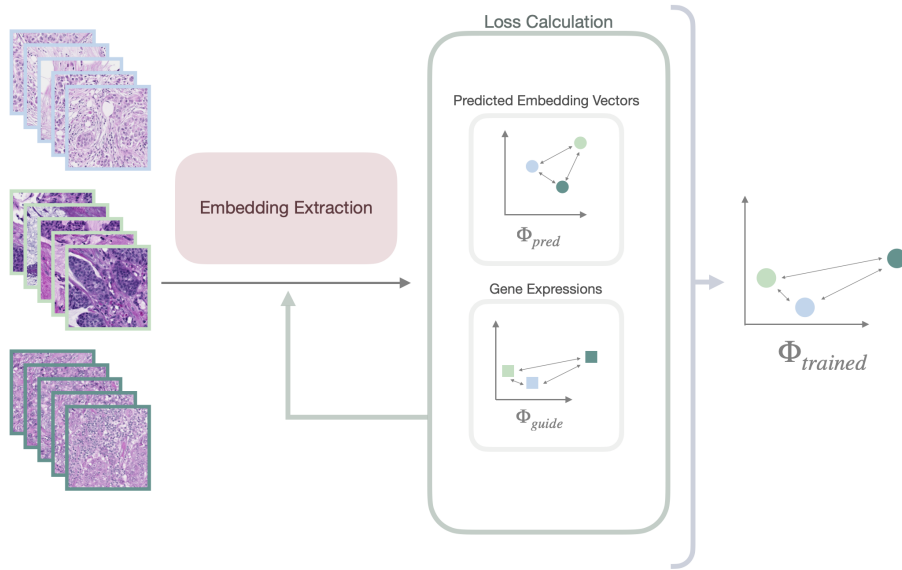 Loss Calculation
Predicted Embedding Vectors
Φpred
Embedding Extraction
Gene Expressions
Φguide
Φtrained